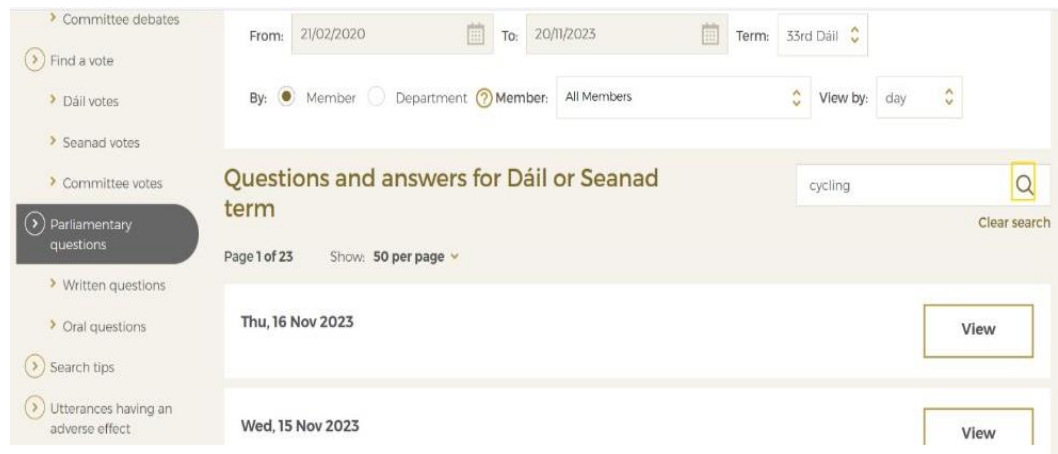 Committee debates
Find a vote
Dáil votes
Seanad votes
Committee votes
Parliamentary
questions
Written questions
Oral questions
Search tips
Utterances having an
adverse effect
From: 21/02/2020 To: 20/11/2023 Term: 33rd Dáil
By: Member Department ? Member: All Members View by: day
Questions and answers for Dáil or Seanad
term
cycling
Clear search
Page 1 of 23 Show: 50 per page
Thu, 16 Nov 2023 View
Wed, 15 Nov 2023 View